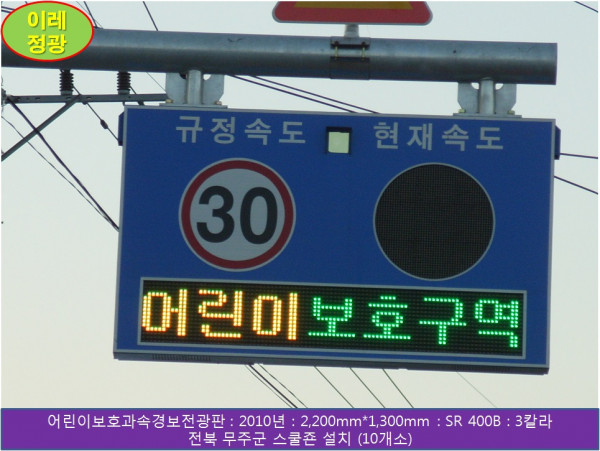 이레
정광
규정속도 현재속도
30
어린이보호구역
어린이보호과속경보전광판 : 2010년 : 2,200mm*1,300mm : SR 400B : 3칼라
전북 무주군 스쿨죤 설치 (10개소)